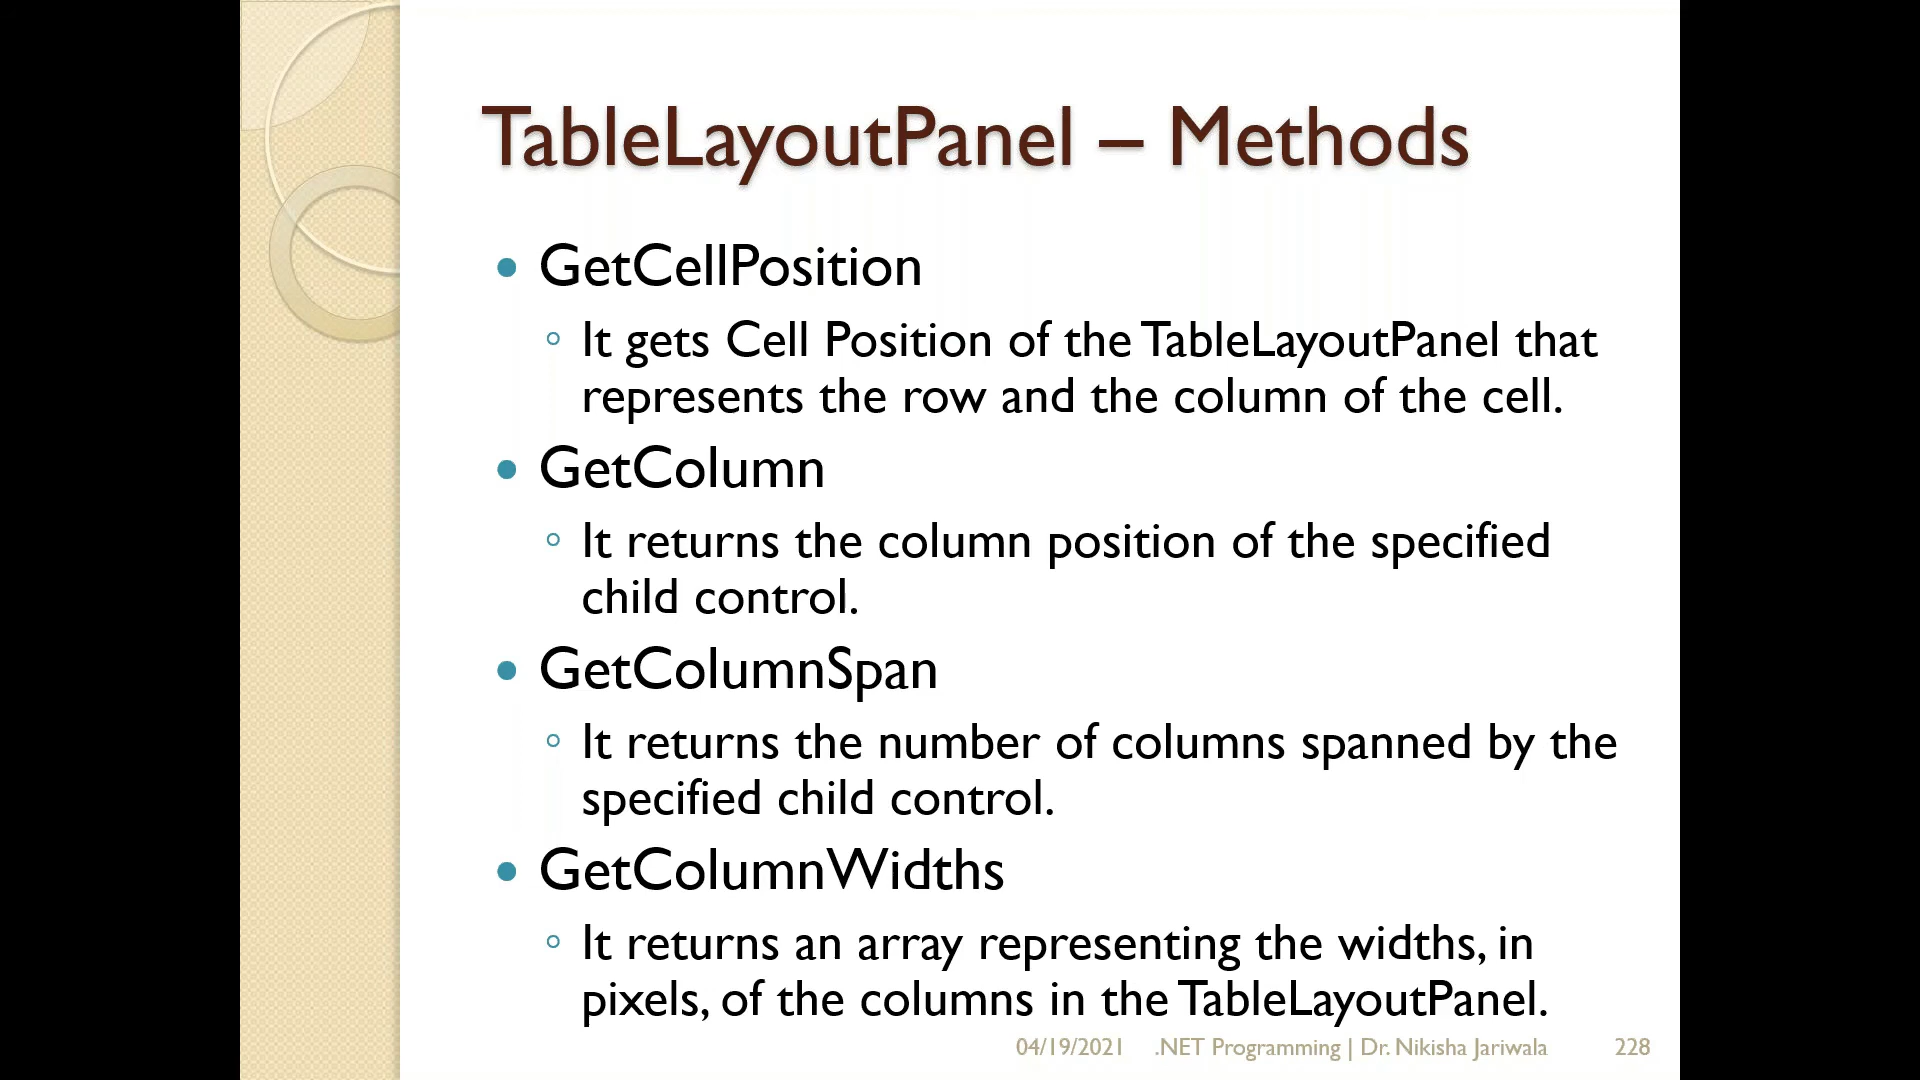 TableLayoutPanel – Methods
• GetCellPosition
◦ It gets Cell Position of the TableLayoutPanel that
represents the row and the column of the cell.
• GetColumn
◦ It returns the column position of the specified
child control.
• GetColumnSpan
◦ It returns the number of columns spanned by the
specified child control.
• GetColumnWidths
◦ It returns an array representing the widths, in
pixels, of the columns in the TableLayoutPanel.
04/19/2021 .NET Programming | Dr. Nikisha Jariwala 228